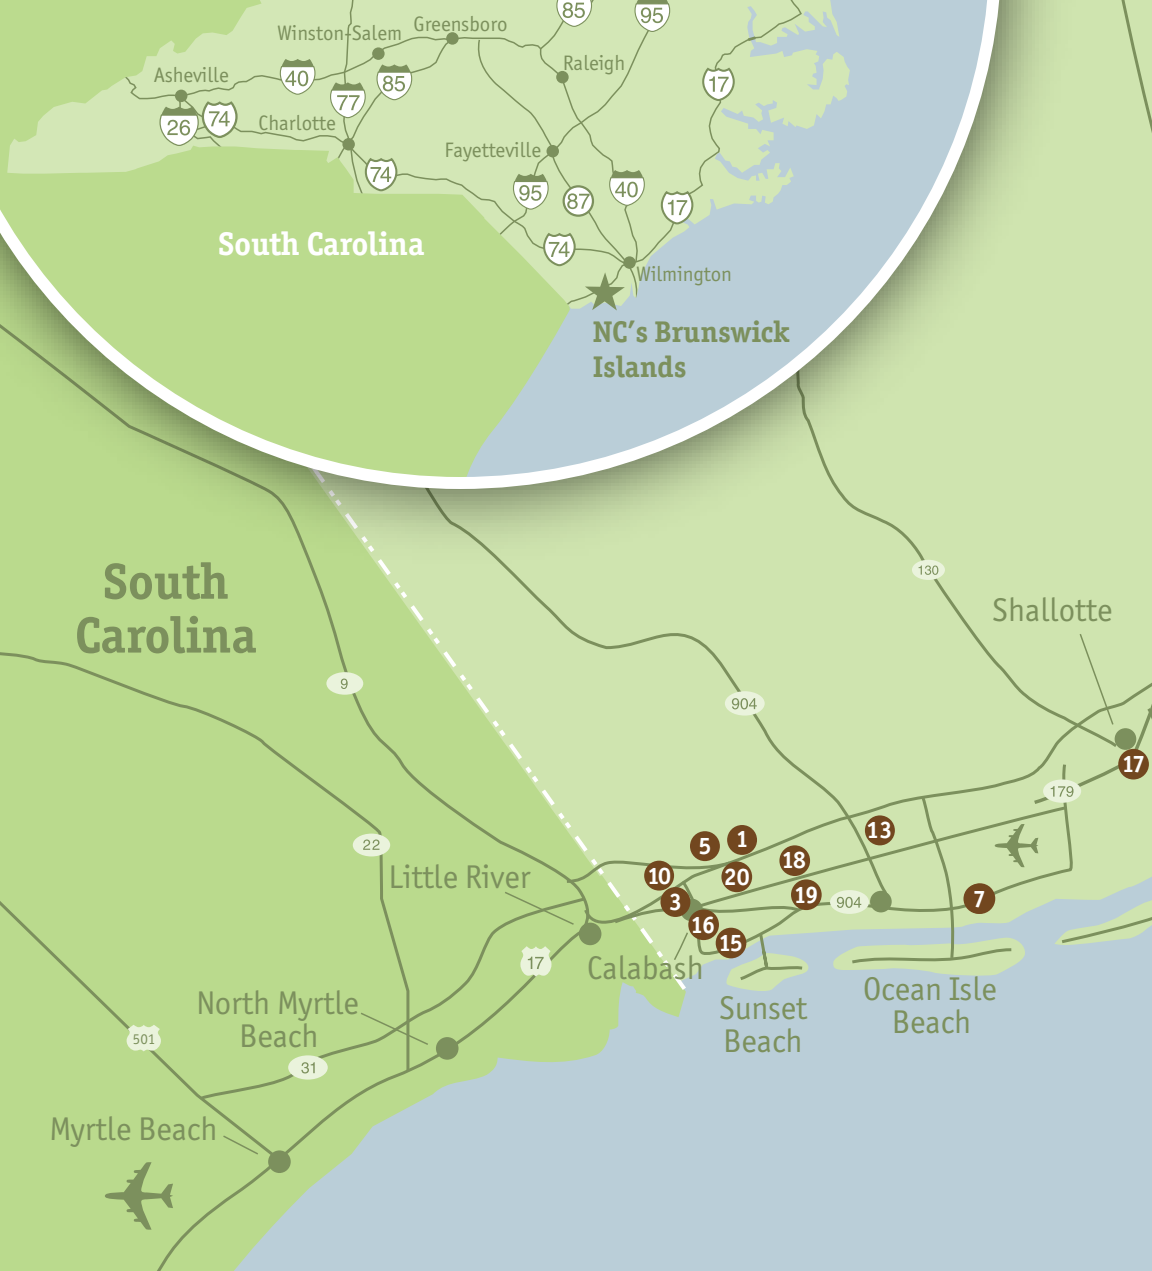 85
95
Winston-Salem
Greensboro
Raleigh
Asheville
40
85
77
17
26
74
Charlotte
Fayetteville
74
95
87
40
17
74
South Carolina
Wilmington
NC's Brunswick
Islands
South
Carolina
130
Shallotte
9
904
17
179
22
13
1
5
18
Little River
10
20
3
19
904
7
16
15
17
Calabash
North Myrtle
Beach
Sunset
Beach
Ocean Isle
Beach
501
31
Myrtle Beach